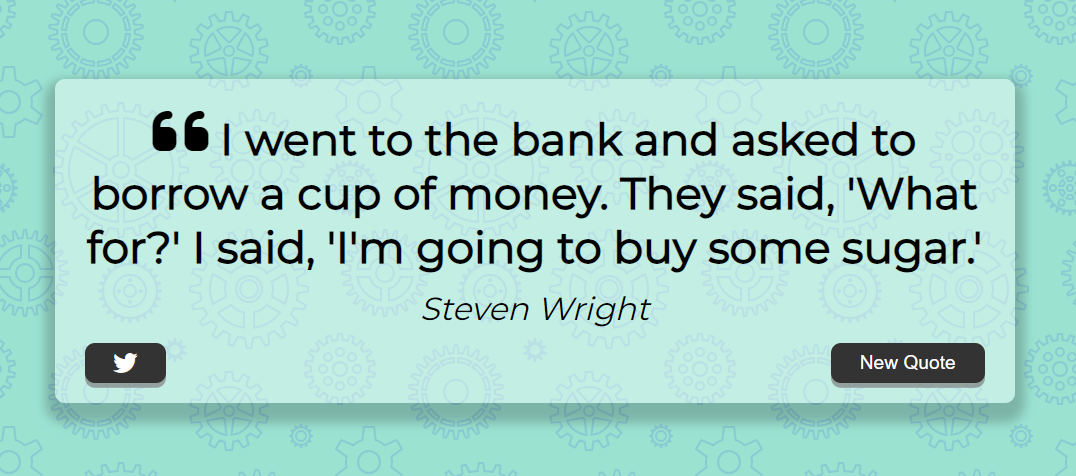 I went to the bank and asked to
borrow a cup of money. They said, 'What
for?' I said, 'I'm going to buy some sugar.'
Steven Wright
New Quote